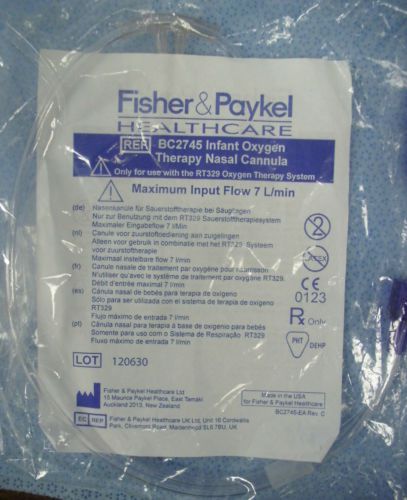 Fisher&Paykel
HEALTHCARE
REF BC2745 Infant Oxygen
Therapy Nasal Cannula
Only for use with the RT329 Oxygen Therapy System
Maximum Input Flow 7 L/min
(de) Nasenkanüle für Sauerstofftherapie bei Säuglingen
Nur zur Benutzung mit dem RT329 Sauerstofftherapiesystem
Maximaler Eingabeflow 7 l/Min
(nl) Canule voor zuurstoftoediening aan zuigelingen
Alleen voor gebruik in combinatie met het RT329 Systeem
voor zuurstoftherapie
Maximaal instelbare flow 7 l/min
(fr) Canule nasale de traitement par oxygène pour nourrisson
N'utiliser qu'avec le système de traitement par oxygène RT329.
Débit d'entrée maximal 7 l/min
(es) Cánula nasal de bebés para terapia de oxígeno
Sólo para ser utilizada con el sistema de terapia de oxígeno
RT329
Flujo máximo de entrada 7 l/min
(pt) Cânula nasal para terapia à base de oxigenio para bebés
Somente para uso com o Sistema de Respiração RT329
Fluxo máximo de entrada 7 l/min
2
LATEX
CE
0123
Rx Only
PHT DEHP
LOT 120630
Fisher & Paykel Healthcare Ltd
15 Maurice Paykel Place, East Tamaki
Auckland 2013, New Zealand
EC REP Fisher & Paykel Healthcare UK Ltd, Unit 16 Cordwallis
Park, Clivemont Road, Maidenhead SL6 7BU, UK
Made in the USA
for Fisher & Paykel Healthcare
BC2745-EA Rev. C